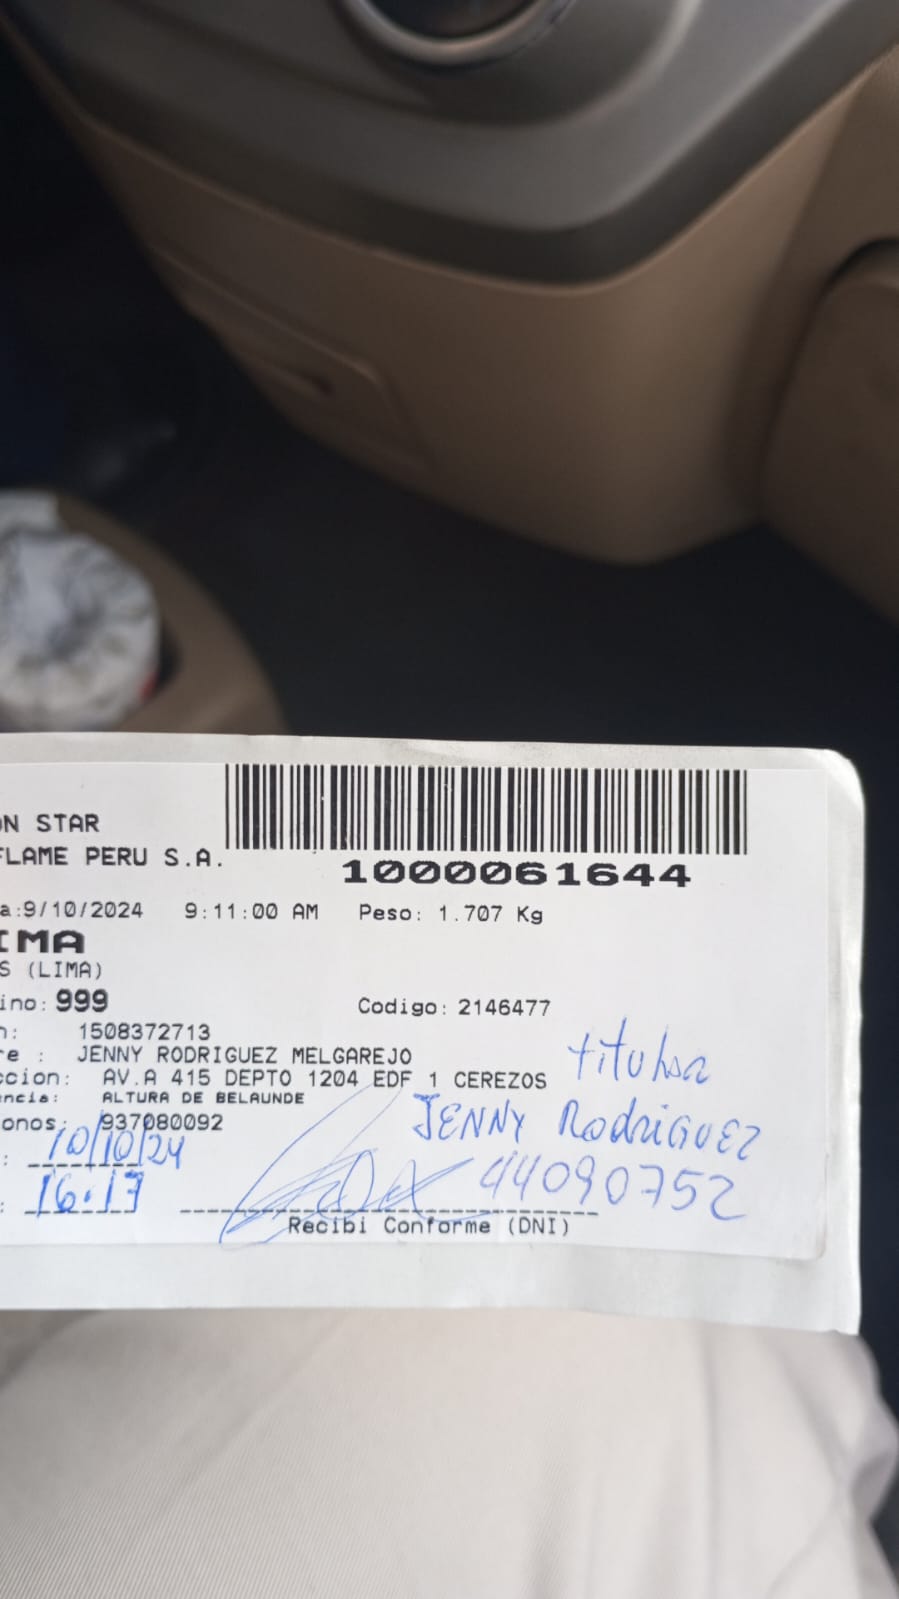 ON STAR
FLAME PERU S.A.
1000061644
a:9/10/2024 9:11:00 AM Peso: 1.707 Kg
IMA
S (LIMA)
ino: 999 Codigo: 2146477
n: 1508372713
re : JENNY RODRIGUEZ MELGAREJO
ccion: AV.A 415 DEPTO 1204 EDF 1 CEREZOS
titular
encia: ALTURA DE BELAUNDE
onos: 937080092
JENNY RodRiGUEZ
: 10/10/24
44090752
: 16:17
Recibi Conforme (DNI)